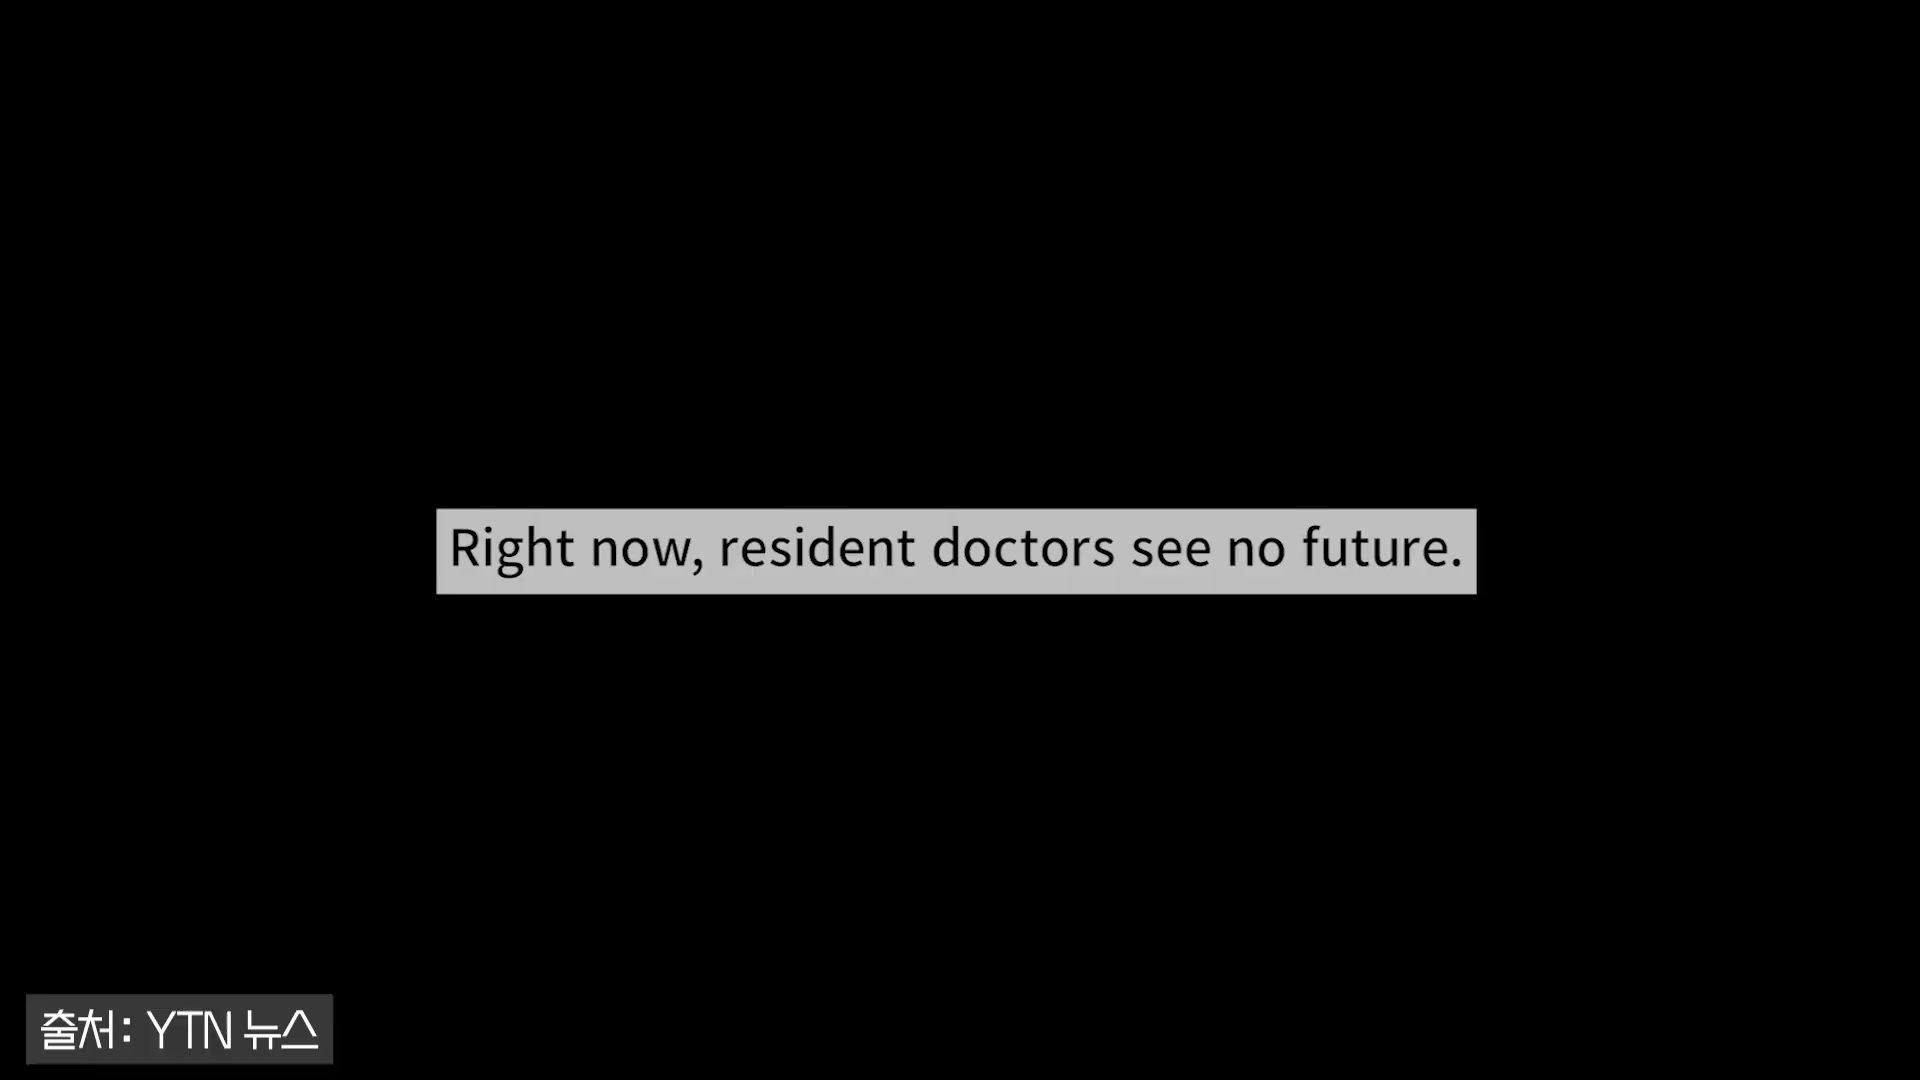 Right now, resident doctors see no future.
출처: YTN 뉴스